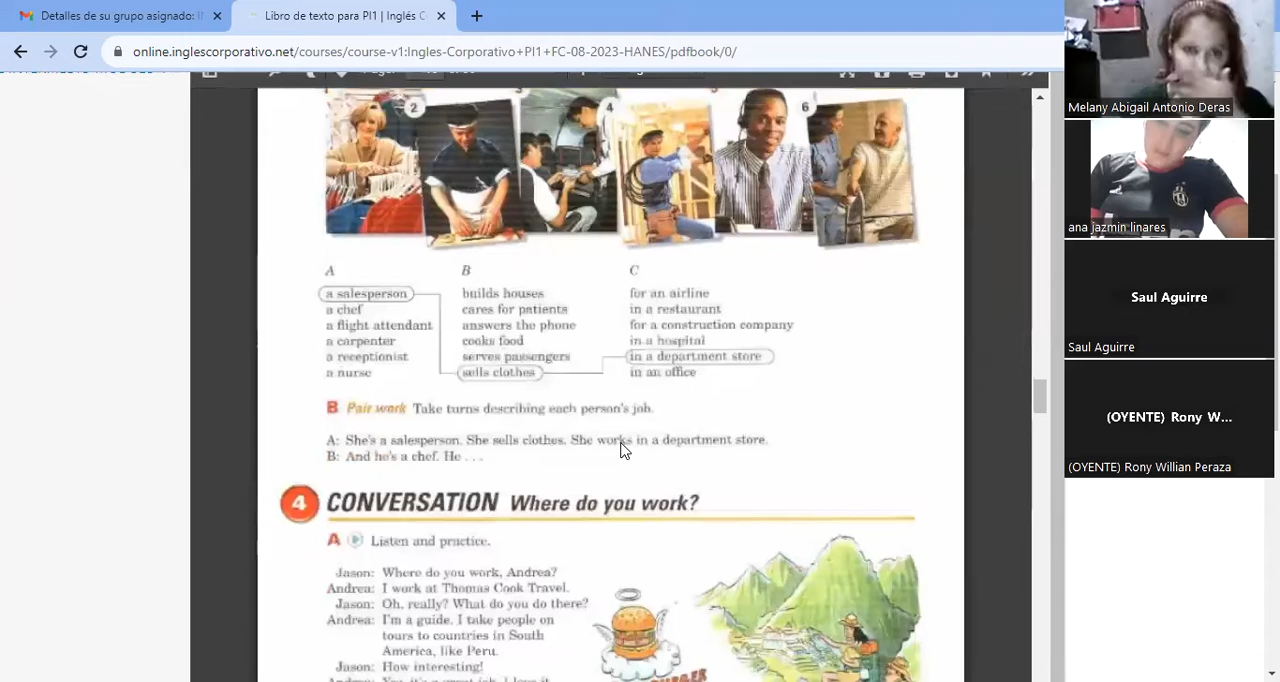 Detalles de su grupo asignado: I
Libro de texto para PI1 | Inglés C
online.inglescorporativo.net/courses/course-v1:Ingles-Corporativo+PI1+FC-08-2023-HANES/pdfbook/0/
2
4
6
A
B
C
a salesperson
builds houses
for an airline
a chef
cares for patients
in a restaurant
a flight attendant
answers the phone
for a construction company
a carpenter
cooks food
in a hospital
a receptionist
serves passengers
in a department store
a nurse
sells clothes
in an office
B Pair work Take turns describing each person's job.
A: She's a salesperson. She sells clothes. She works in a department store.
B: And he's a chef. He . . .
4 CONVERSATION Where do you work?
A Listen and practice.
Jason: Where do you work, Andrea?
Andrea: I work at Thomas Cook Travel.
Jason: Oh, really? What do you do there?
Andrea: I'm a guide. I take people on
tours to countries in South
America, like Peru.
Jason: How interesting!
Melany Abigail Antonio Deras
ana jazmin linares
Saul Aguirre
Saul Aguirre
(OYENTE) Rony W...
(OYENTE) Rony Willian Peraza